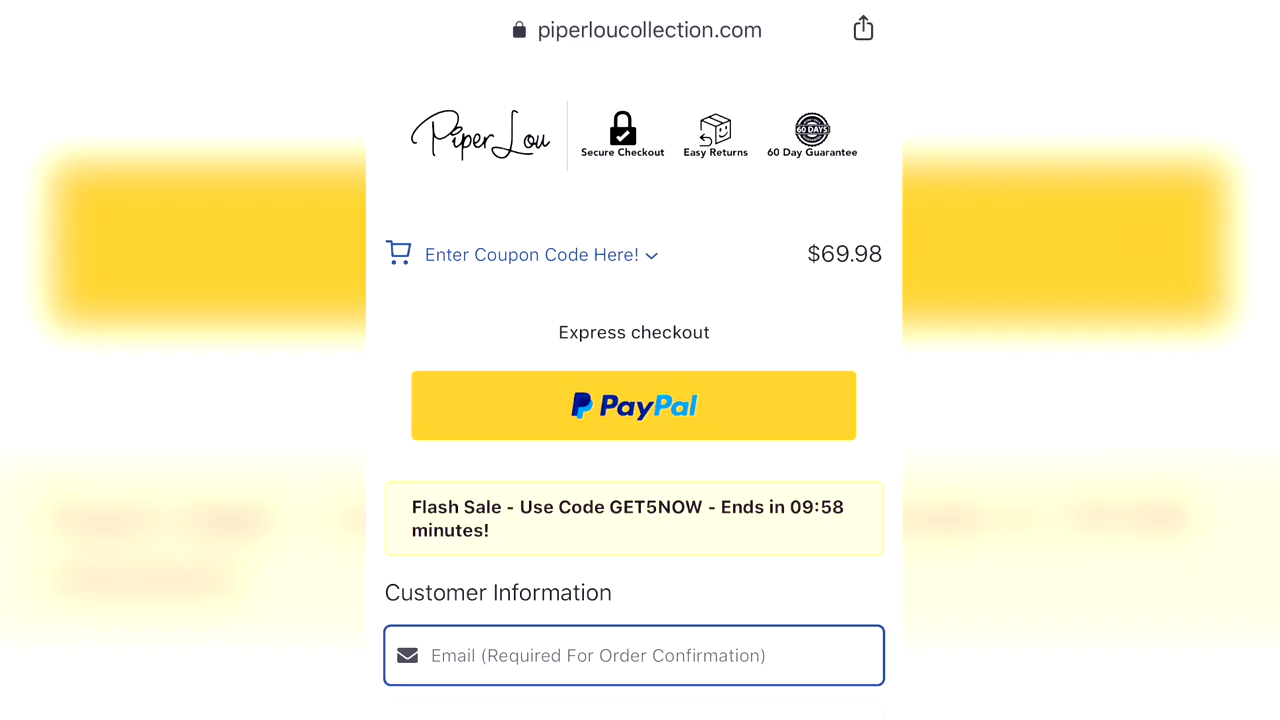 piperloucollection.com
Piper Lou
Secure Checkout
Easy Returns
60 DAYS
60 Day Guarantee
Enter Coupon Code Here!
$69.98
Express checkout
PayPal
Flash Sale - Use Code GET5NOW - Ends in 09:58
minutes!
Customer Information
Email (Required For Order Confirmation)